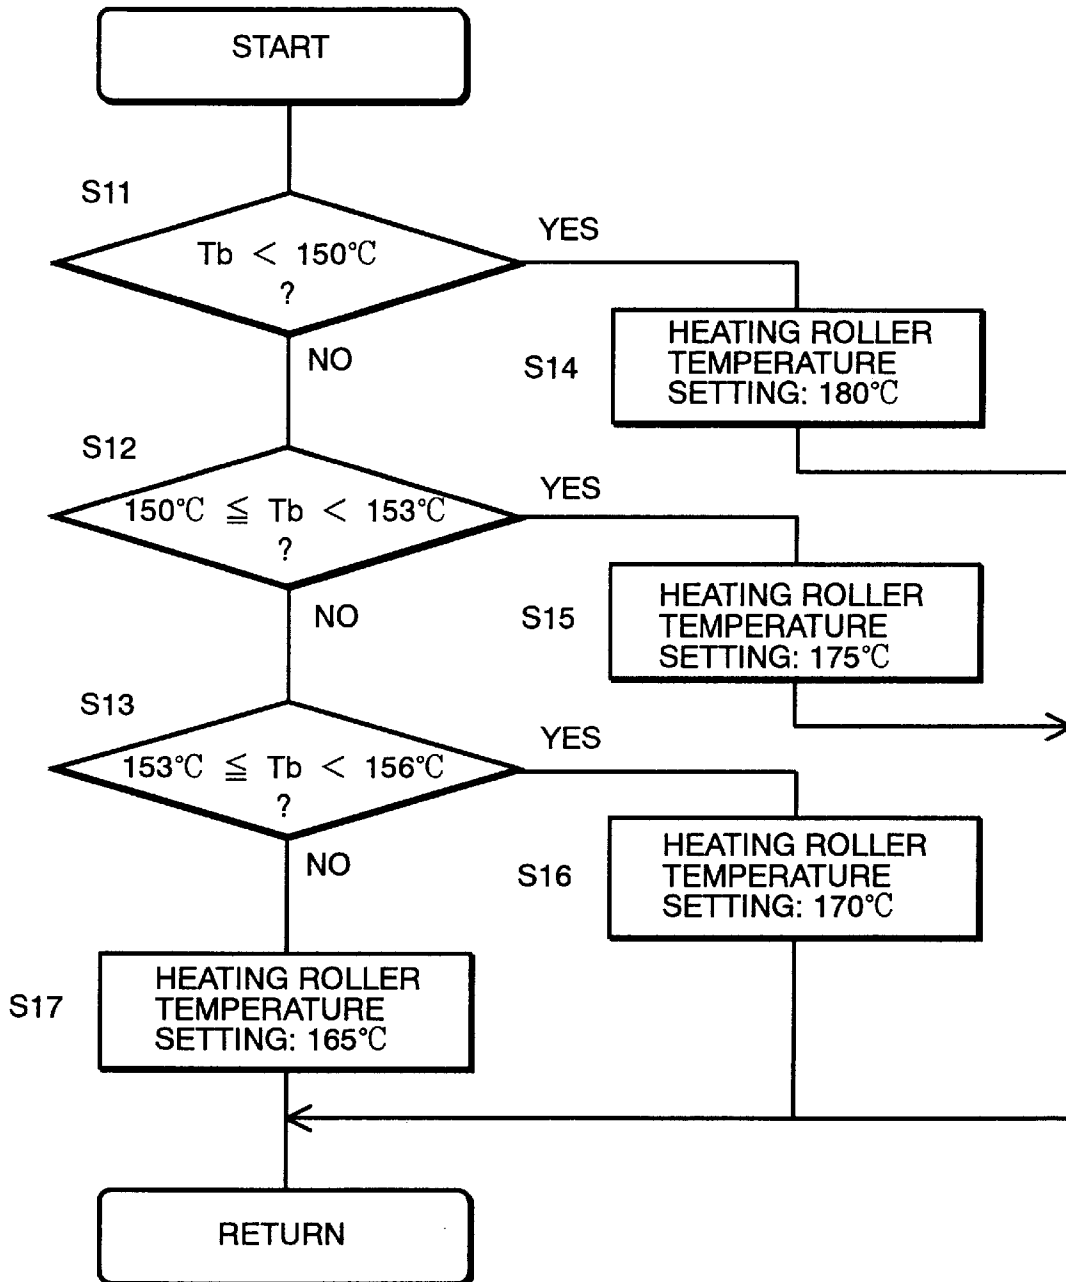 START
S11
YES
Tb < 150℃
?
NO
S14
HEATING ROLLER
TEMPERATURE
SETTING: 180℃
S12
YES
150℃ ≦ Tb < 153℃
?
NO
S15
HEATING ROLLER
TEMPERATURE
SETTING: 175℃
S13
YES
153℃ ≦ Tb < 156℃
?
NO
S16
HEATING ROLLER
TEMPERATURE
SETTING: 170℃
S17
HEATING ROLLER
TEMPERATURE
SETTING: 165℃
RETURN